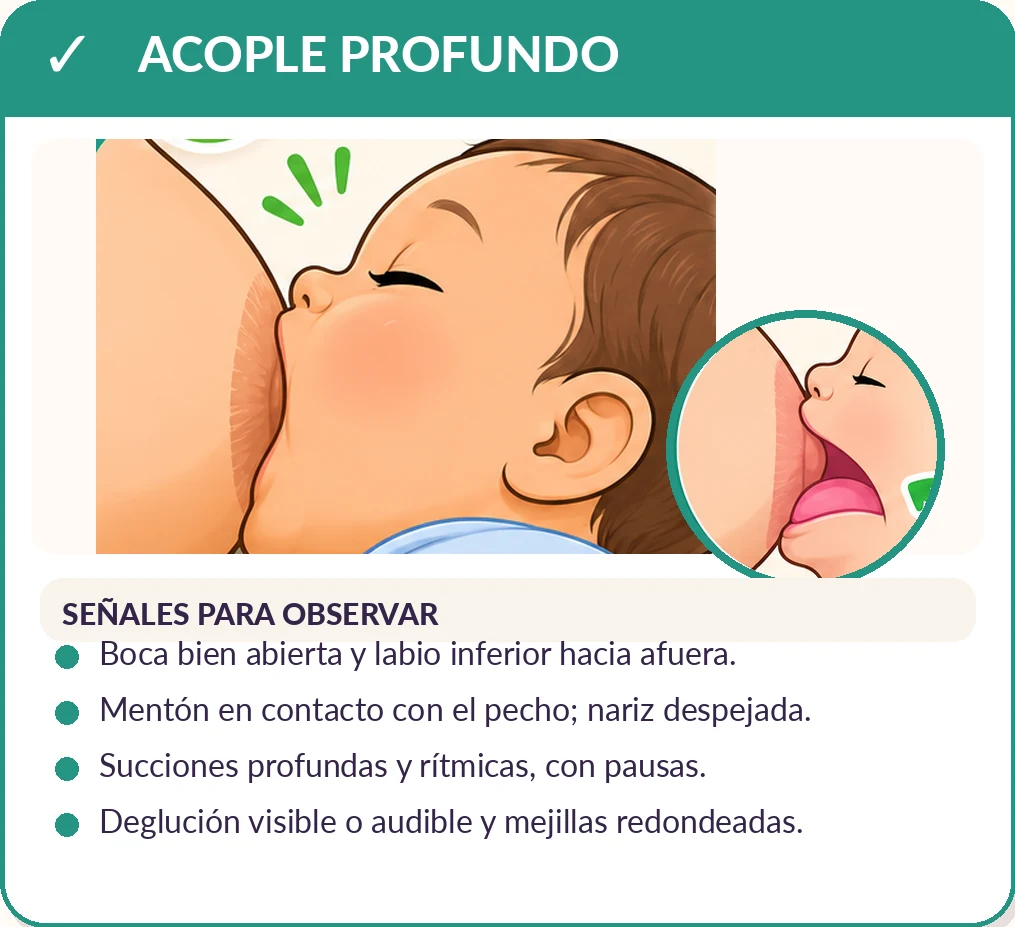 ✓ ACOPLE PROFUNDO
SEÑALES PARA OBSERVAR
Boca bien abierta y labio inferior hacia afuera.
Mentón en contacto con el pecho; nariz despejada.
Succiones profundas y rítmicas, con pausas.
Deglución visible o audible y mejillas redondeadas.